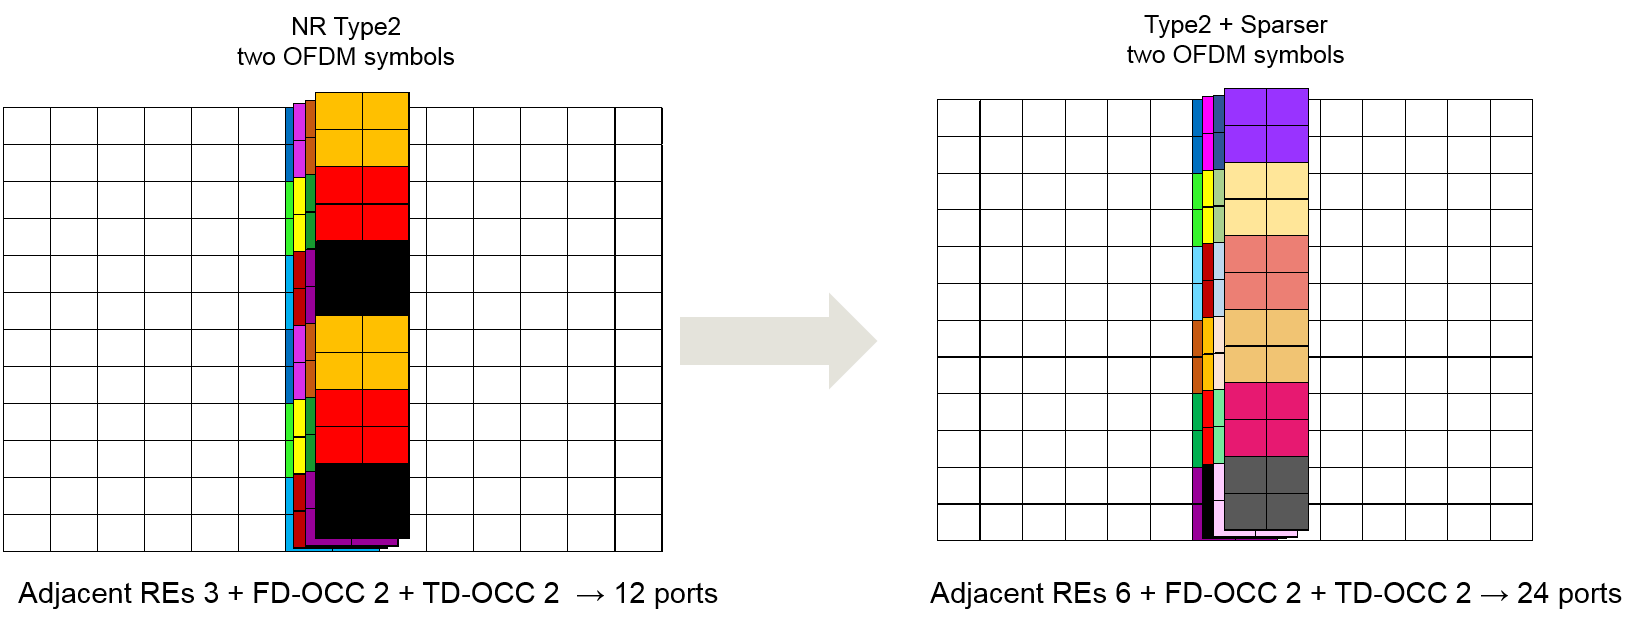 NR Type2
two OFDM symbols
Type2 + Sparser
two OFDM symbols
Adjacent REs 3 + FD-OCC 2 + TD-OCC 2 → 12 ports
Adjacent REs 6 + FD-OCC 2 + TD-OCC 2 → 24 ports